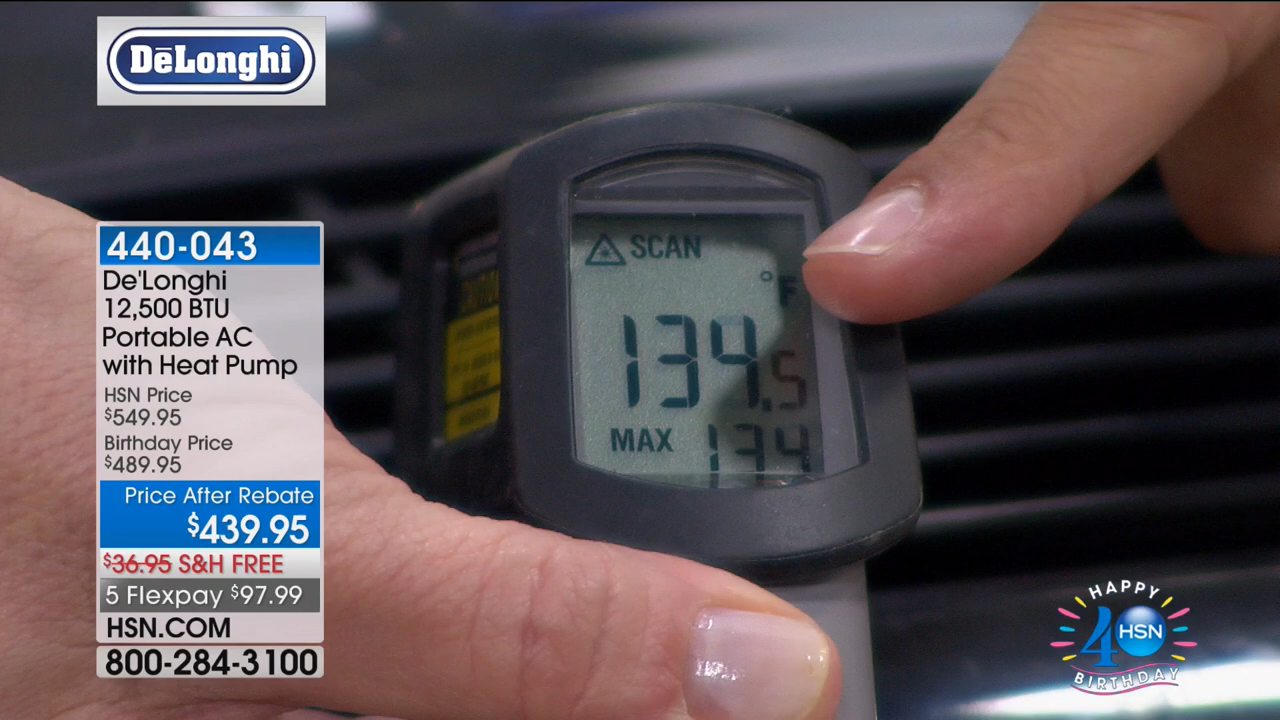 DēLonghi
440-043
De'Longhi
12,500 BTU
Portable AC
with Heat Pump
HSN Price
$549.95
Birthday Price
$489.95
Price After Rebate
$439.95
$36.95 S&H FREE
5 Flexpay $97.99
HSN.COM
800-284-3100
SCAN
°F
134.5
MAX 134
HAPPY
40 HSN
BIRTHDAY